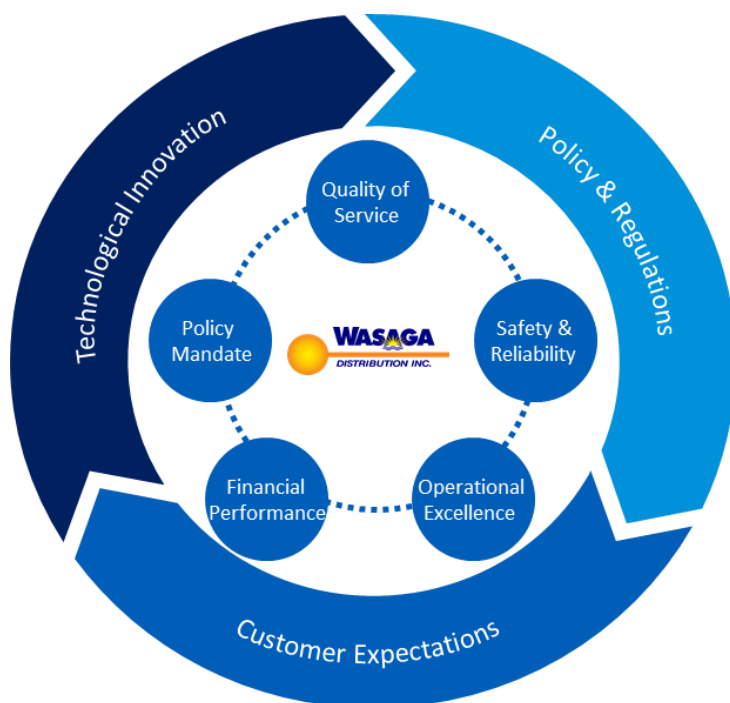 Technological Innovation
Policy & Regulations
Quality of
Service
Policy
Mandate
WASAGA
DISTRIBUTION INC.
Safety &
Reliability
Financial
Performance
Operational
Excellence
Customer Expectations